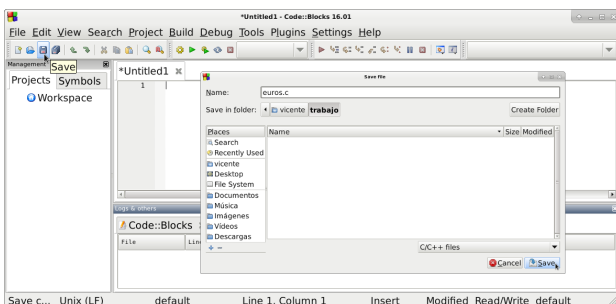 *Untitled1 - Code::Blocks 16.01
File Edit View Search Project Build Debug Tools Plugins Settings Help
Management
Save
Projects Symbols
Workspace
*Untitled1
1
Save file
Name: euros.c
Save in folder: vicente trabajo Create Folder
Places Name Size Modified
Search
Recently Used
vicente
Desktop
File System
Documentos
Música
Imágenes
Vídeos
Descargas
C/C++ files
Cancel Save
Logs & others
Code::Blocks
File Line
Save c... Unix (LF) default Line 1, Column 1 Insert Modified Read/Write default